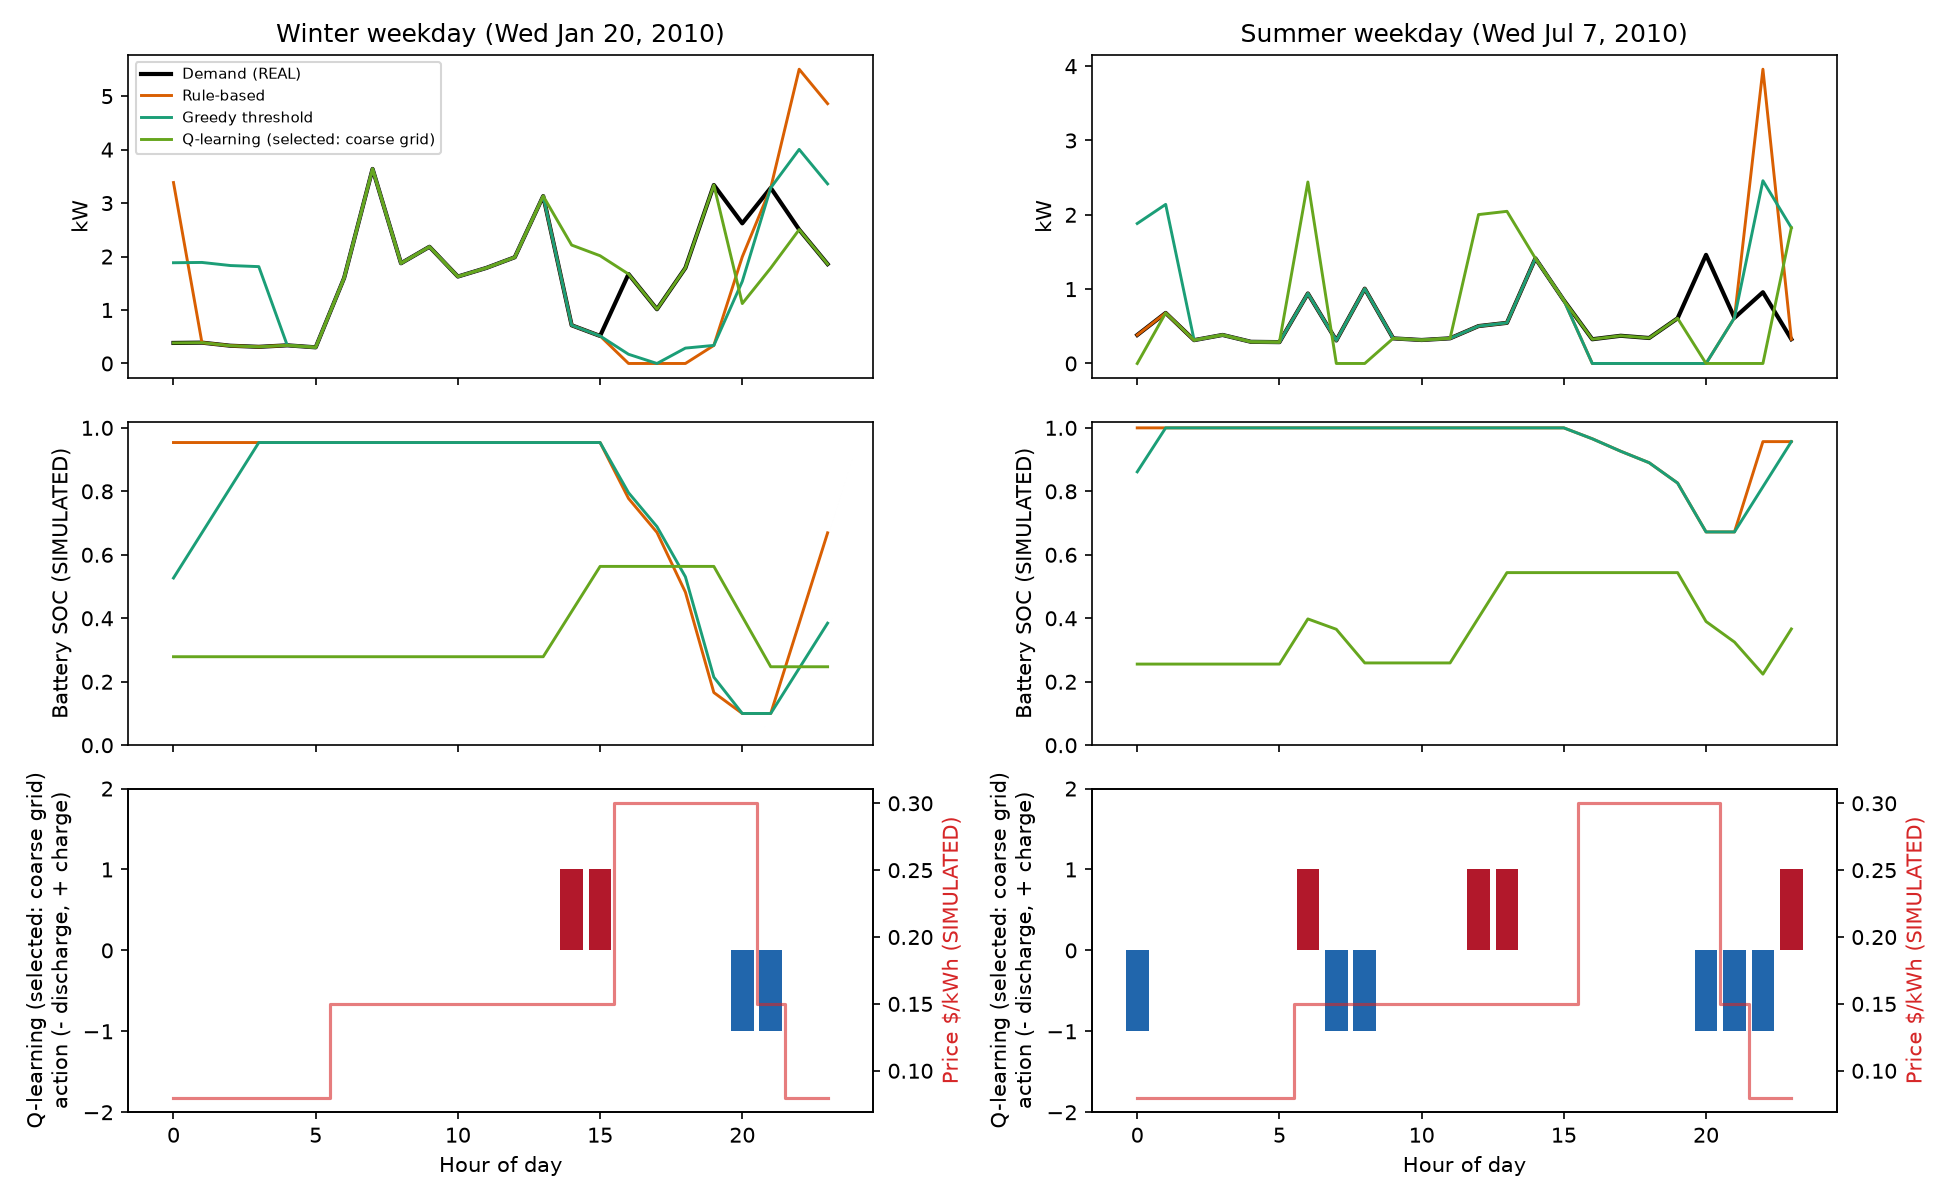 Winter weekday (Wed Jan 20, 2010)
Demand (REAL)
Rule-based
Greedy threshold
Q-learning (selected: coarse grid)
kW
5
4
3
2
1
0
Summer weekday (Wed Jul 7, 2010)
kW
4
3
2
1
0
Battery SOC (SIMULATED)
1.0
0.8
0.6
0.4
0.2
0.0
Battery SOC (SIMULATED)
1.0
0.8
0.6
0.4
0.2
0.0
Q-learning (selected: coarse grid)
action (- discharge, + charge)
2
1
0
−1
−2
0.30
0.25
0.20
0.15
0.10
Price $/kWh (SIMULATED)
0 5 10 15 20
Hour of day
Q-learning (selected: coarse grid)
action (- discharge, + charge)
2
1
0
−1
−2
0.30
0.25
0.20
0.15
0.10
Price $/kWh (SIMULATED)
0 5 10 15 20
Hour of day